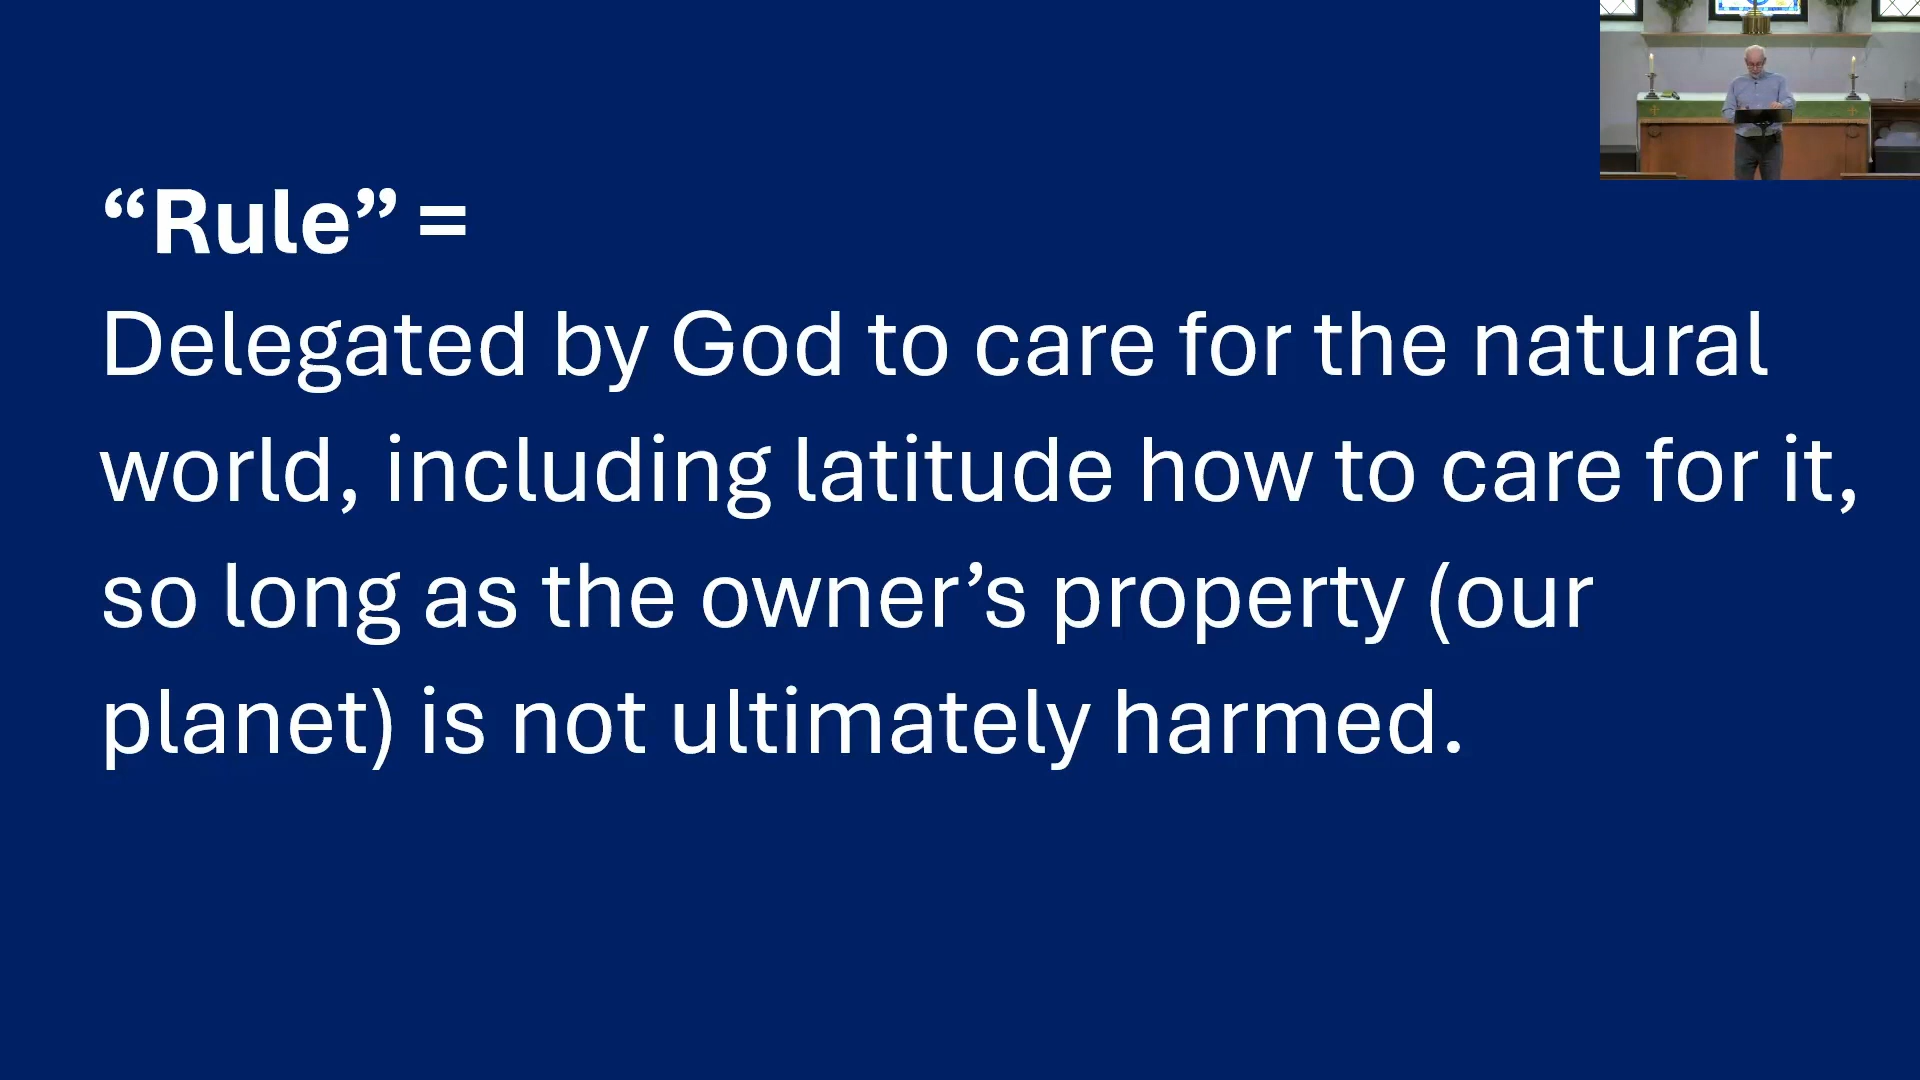 “Rule” =
Delegated by God to care for the natural
world, including latitude how to care for it,
so long as the owner’s property (our
planet) is not ultimately harmed.